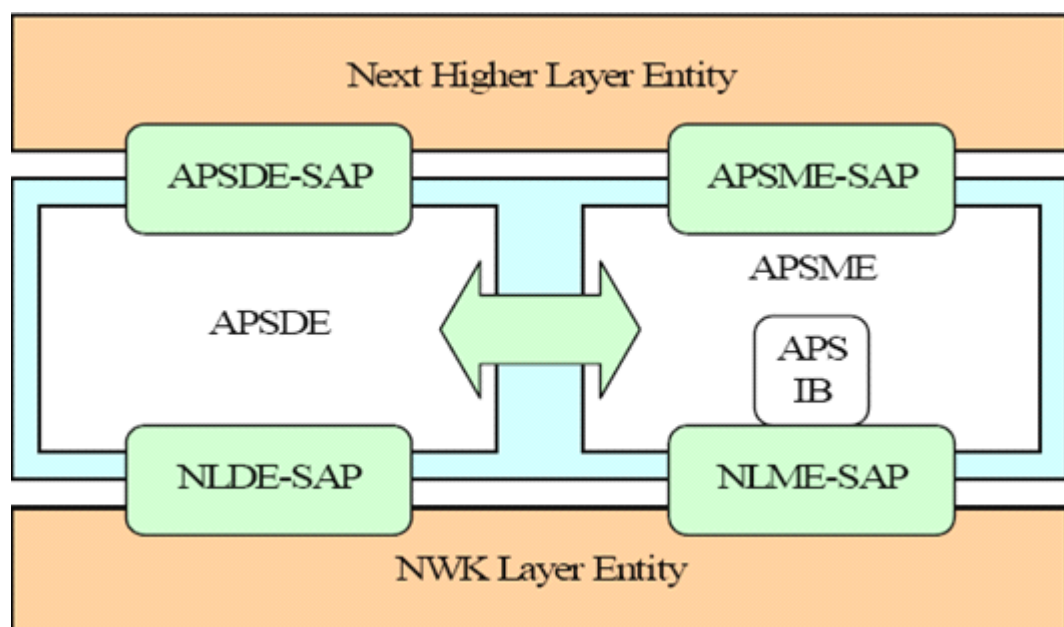 Next Higher Layer Entity
APSDE-SAP
APSME-SAP
APSME
APSDE
APS
IB
NLDE-SAP
NLME-SAP
NWK Layer Entity